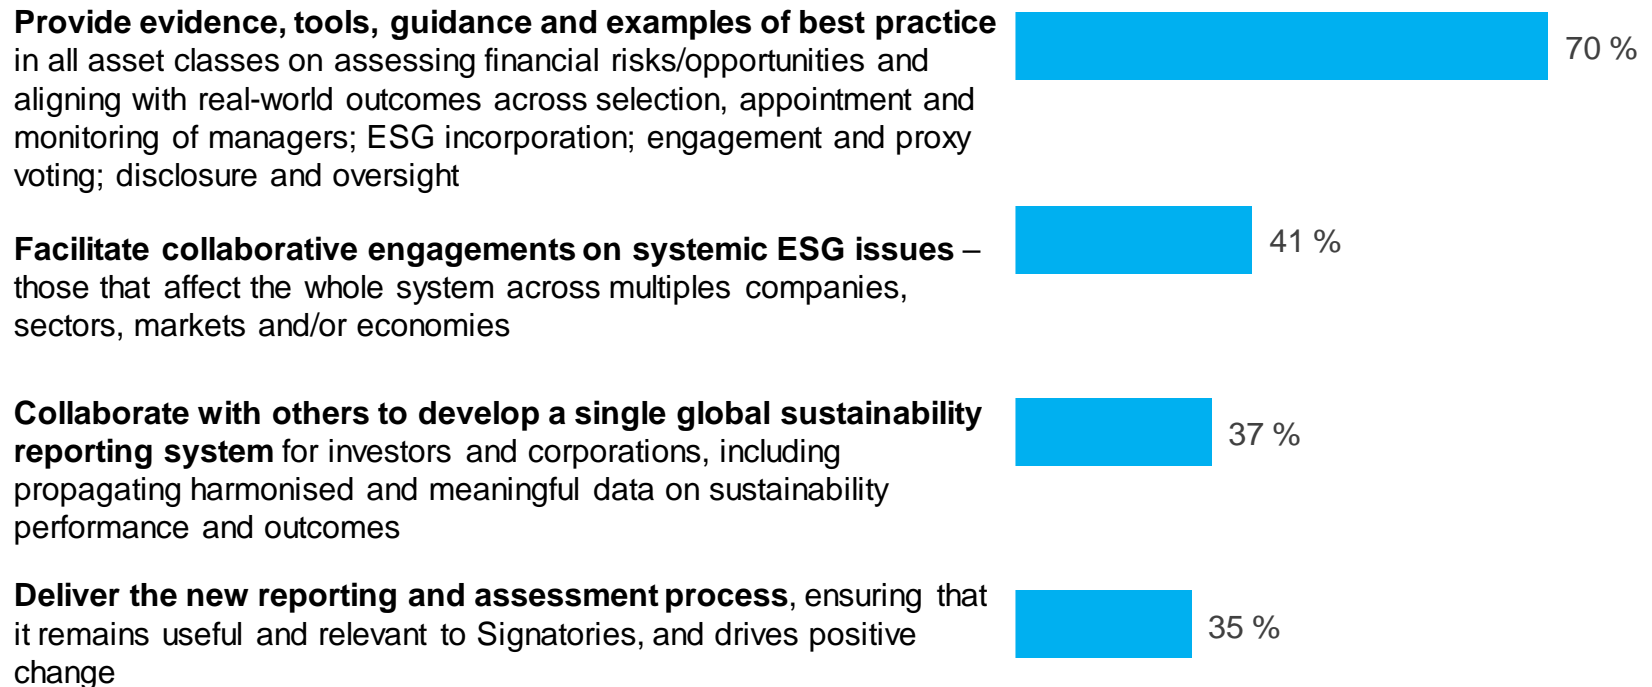 Provide evidence, tools, guidance and examples of best practice
in all asset classes on assessing financial risks/opportunities and
aligning with real-world outcomes across selection, appointment and
monitoring of managers; ESG incorporation; engagement and proxy
voting; disclosure and oversight
70 %
Facilitate collaborative engagements on systemic ESG issues –
those that affect the whole system across multiples companies,
sectors, markets and/or economies
41 %
Collaborate with others to develop a single global sustainability
reporting system for investors and corporations, including
propagating harmonised and meaningful data on sustainability
performance and outcomes
37 %
Deliver the new reporting and assessment process, ensuring that
it remains useful and relevant to Signatories, and drives positive
change
35 %